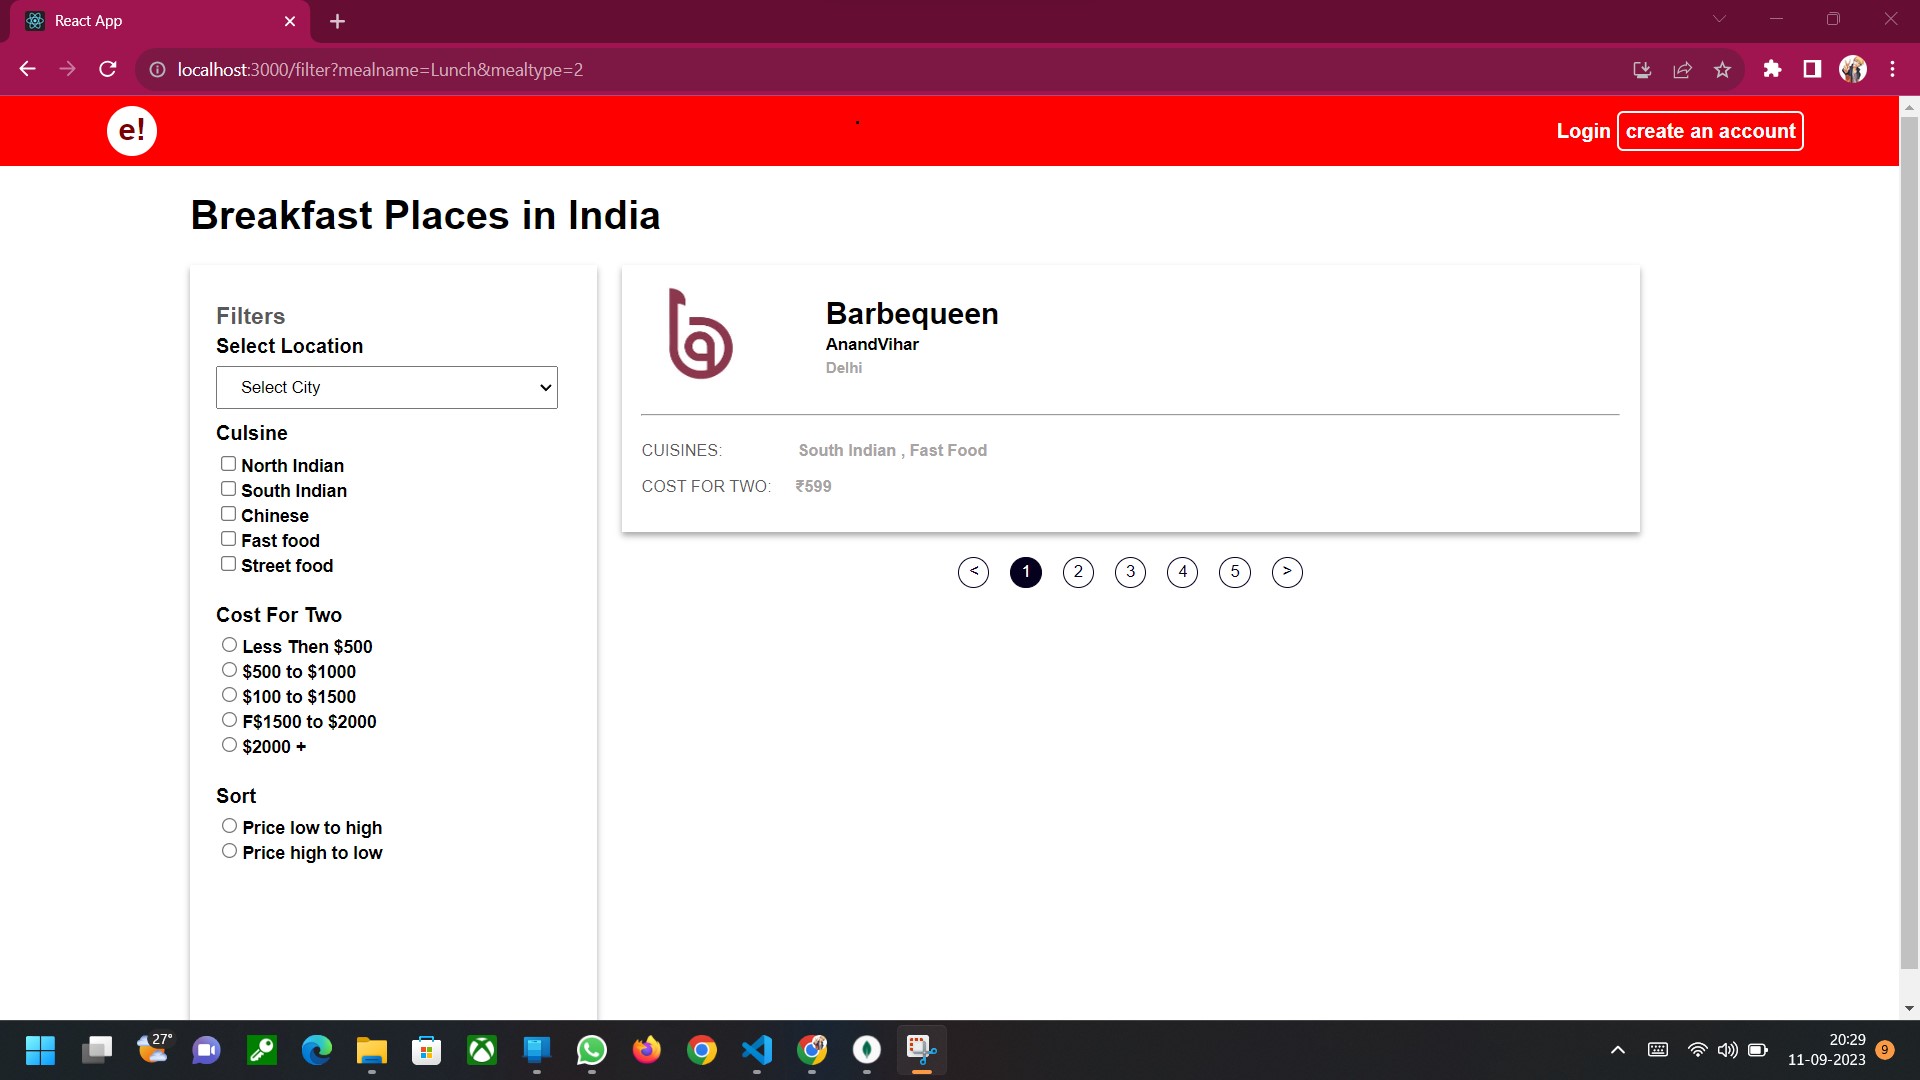 React App
localhost:3000/filter?mealname=Lunch&mealtype=2
e!
Login create an account
Breakfast Places in India
Filters
Select Location
Select City
Culsine
North Indian
South Indian
Chinese
Fast food
Street food
Cost For Two
Less Then $500
$500 to $1000
$100 to $1500
F$1500 to $2000
$2000 +
Sort
Price low to high
Price high to low
Barbequeen
AnandVihar
Delhi
CUISINES: South Indian , Fast Food
COST FOR TWO: ₹599
< 1 2 3 4 5 >
27°
20:29
11-09-2023
9